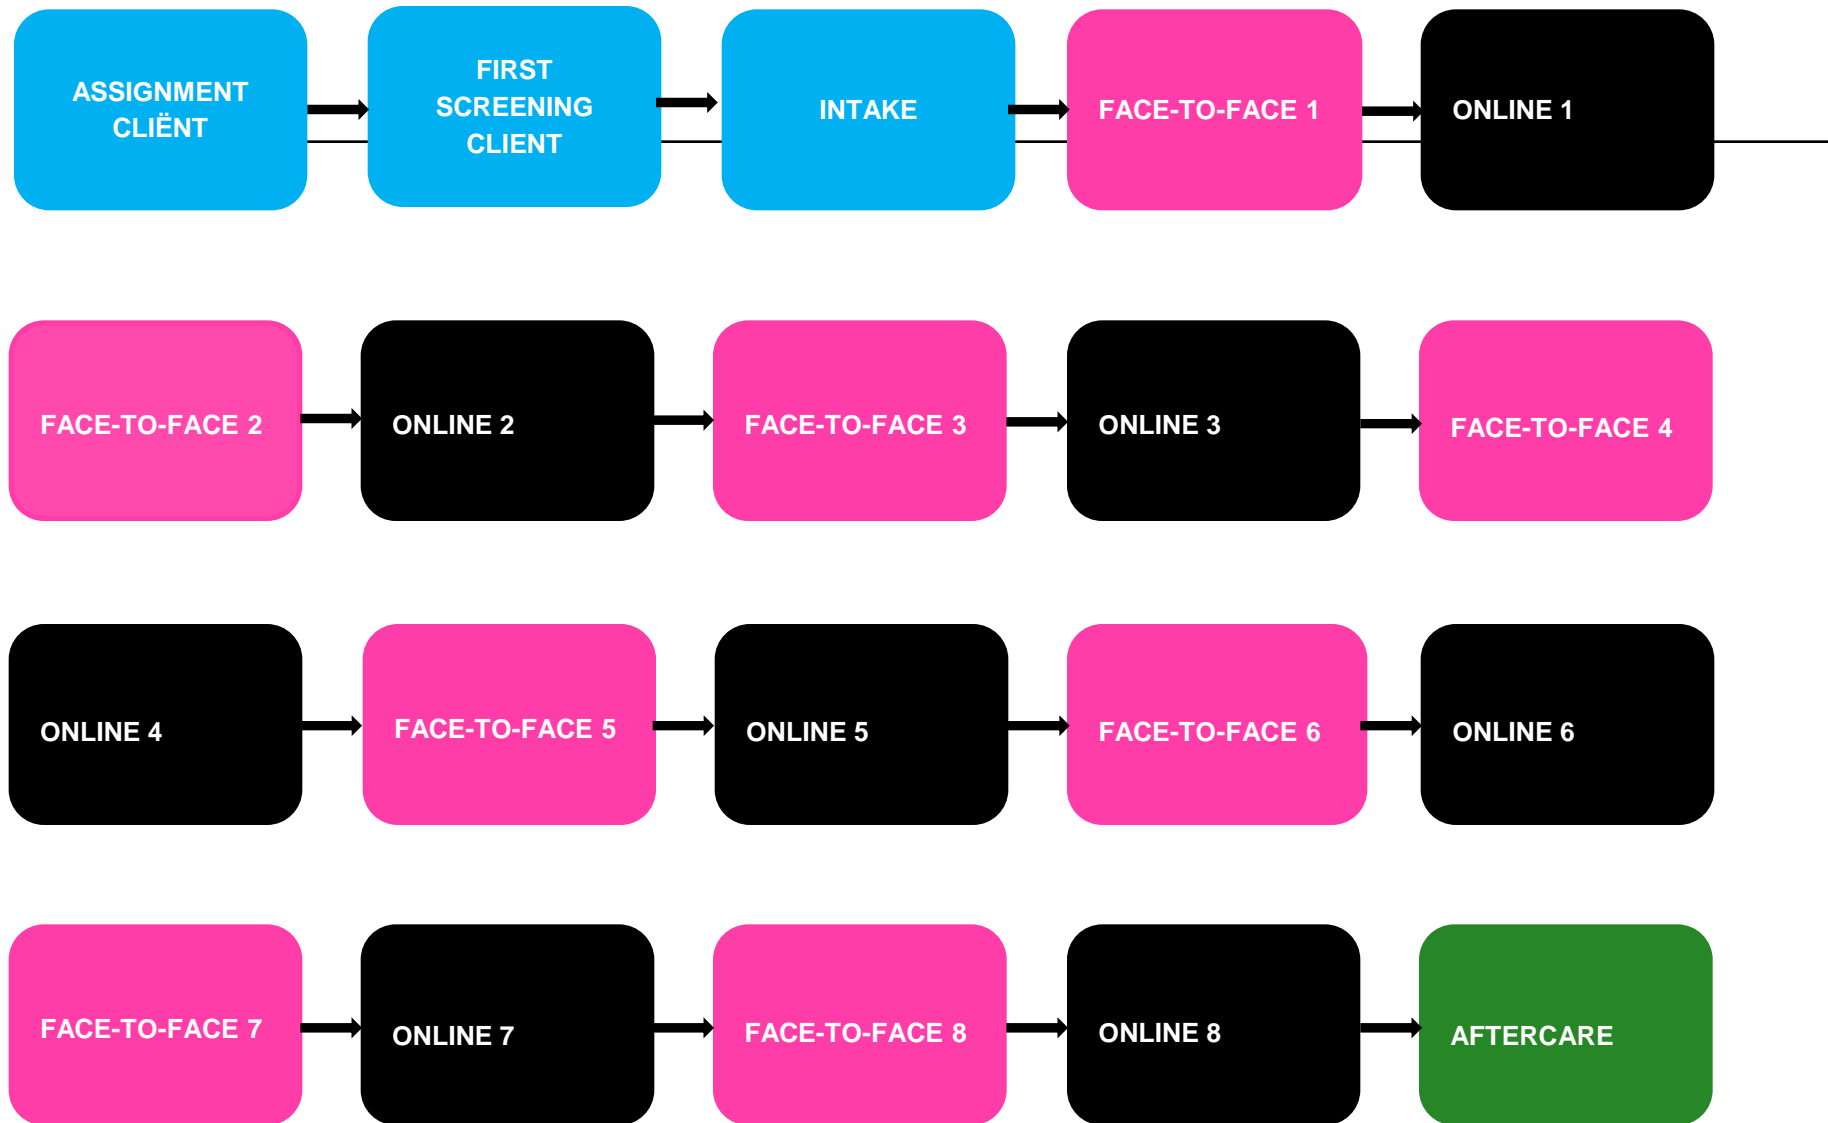 ASSIGNMENT
CLIËNT
FIRST
SCREENING
CLIENT
INTAKE
FACE-TO-FACE 1
ONLINE 1
FACE-TO-FACE 2
ONLINE 2
FACE-TO-FACE 3
ONLINE 3
FACE-TO-FACE 4
ONLINE 4
FACE-TO-FACE 5
ONLINE 5
FACE-TO-FACE 6
ONLINE 6
FACE-TO-FACE 7
ONLINE 7
FACE-TO-FACE 8
ONLINE 8
AFTERCARE